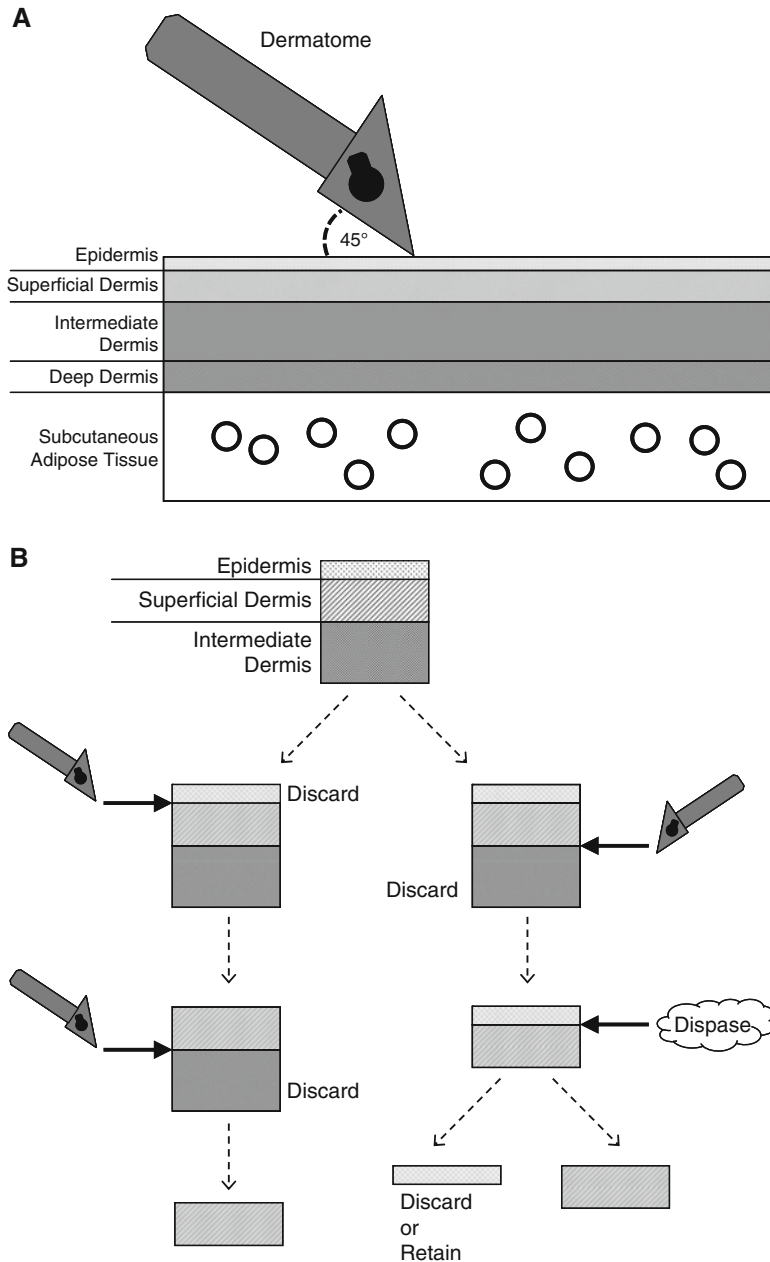 A
Dermatome
45°
Epidermis
Superficial Dermis
Intermediate
Dermis
Deep Dermis
Subcutaneous
Adipose Tissue
B
Epidermis
Superficial Dermis
Intermediate
Dermis
Discard
Discard
Discard
Dispase
Discard
or
Retain